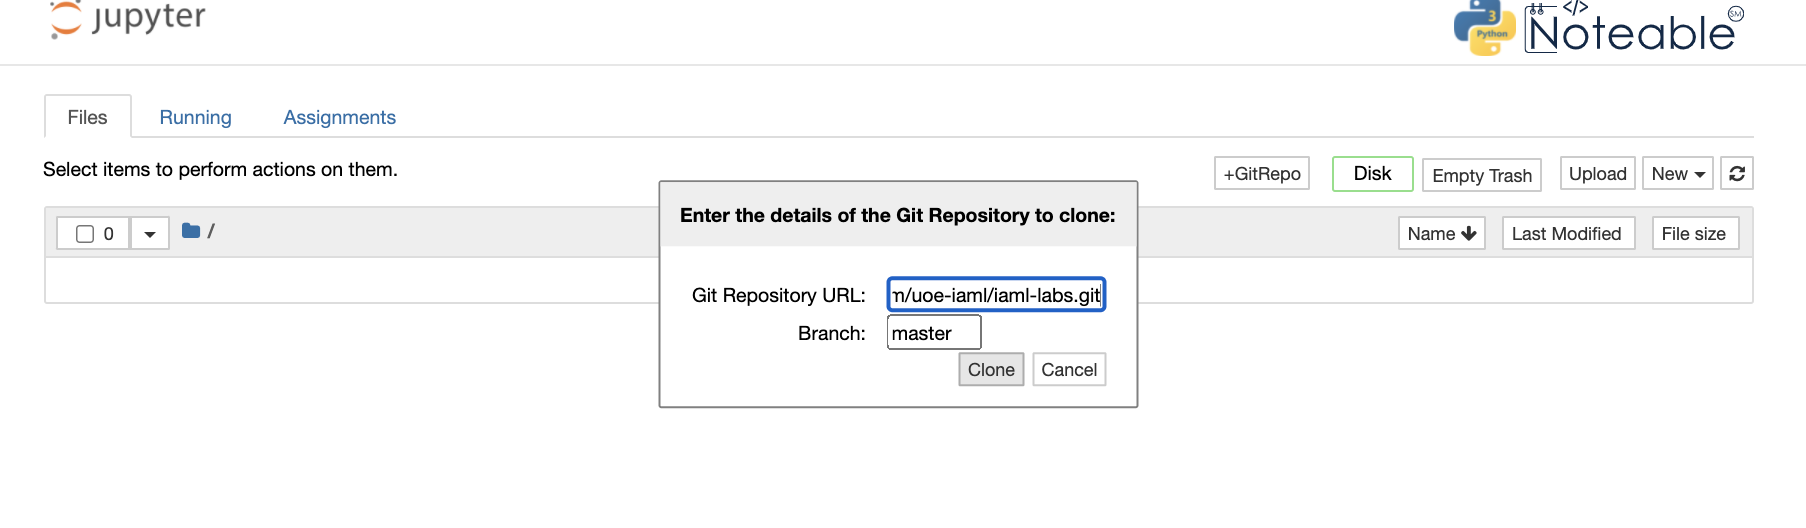 jupyter
3
Python
</>
Noteable
SM
Files
Running
Assignments
Select items to perform actions on them.
+GitRepo
Disk
Empty Trash
Upload
New
0
/
Name
Last Modified
File size
Enter the details of the Git Repository to clone:
Git Repository URL: m/uoe-iaml/iaml-labs.git
Branch: master
Clone
Cancel